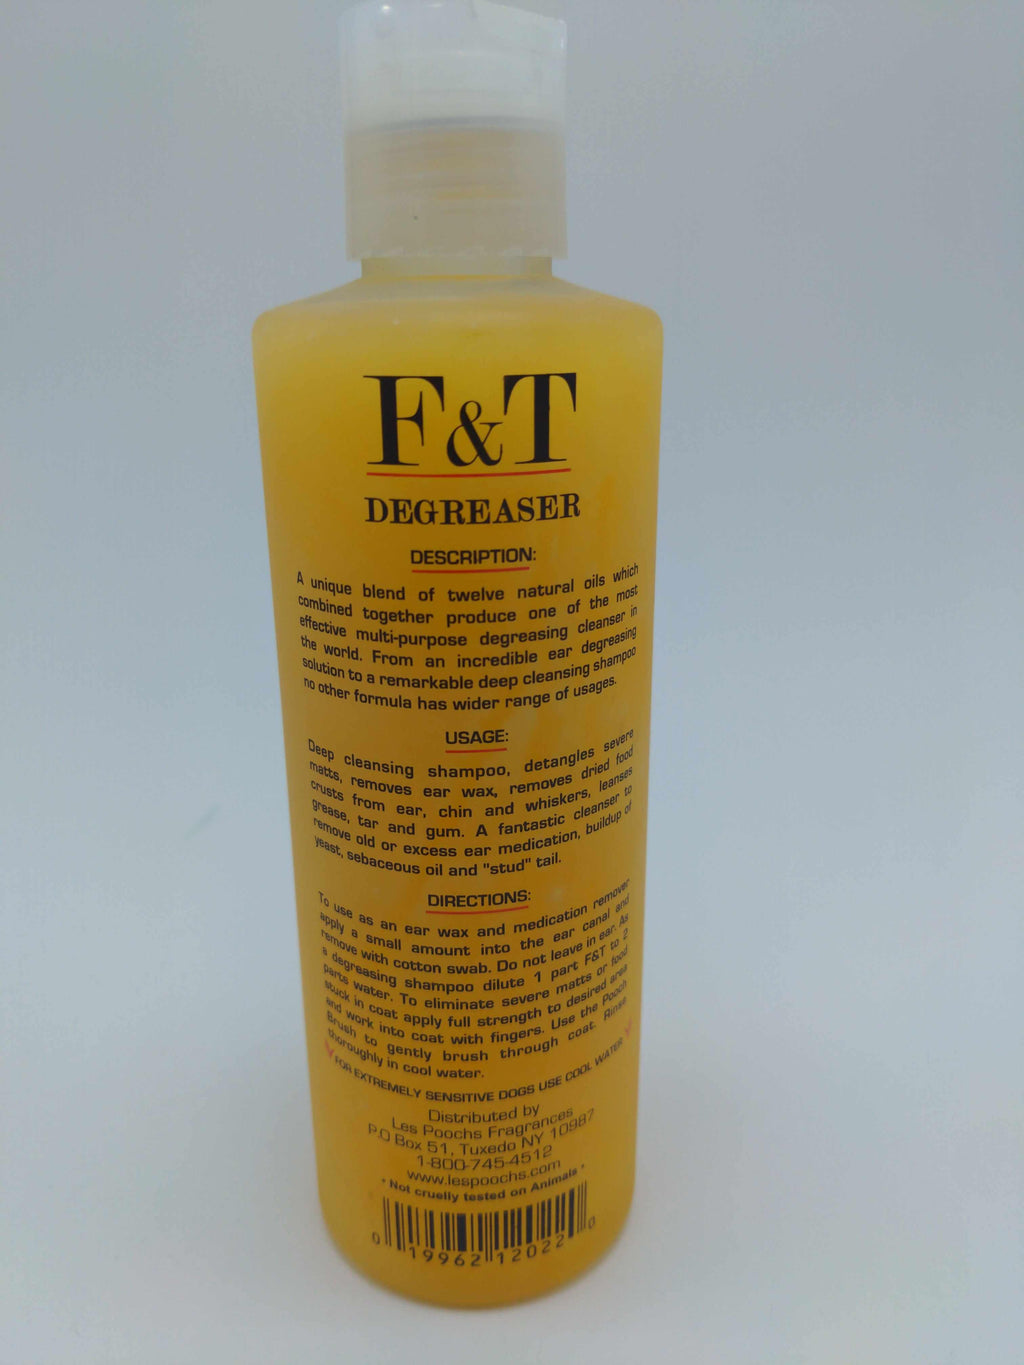 F&T
DEGREASER
DESCRIPTION:
A unique blend of twelve natural oils which
combined together produce one of the most
effective multi-purpose degreasing cleanser in
the world. From an incredible ear degreasing
solution to a remarkable deep cleansing shampoo
no other formula has wider range of usages.
USAGE:
Deep cleansing shampoo, detangles severe
matts, removes ear wax, removes dried food
crusts from ear, chin and whiskers, leanses
grease, tar and gum. A fantastic cleanser to
remove old or excess ear medication, buildup of
yeast, sebaceous oil and "stud" tail.
DIRECTIONS:
To use as an ear wax and medication remover
apply a small amount into the ear canal and
remove with cotton swab. Do not leave in ear. As
a degreasing shampoo dilute 1 part F&T to 2
parts water. To eliminate severe matts or food
stuck in coat apply full strength to desired area
and work into coat with fingers. Use the Pooch
Brush to gently brush through coat. Rinse
thoroughly in cool water.
FOR EXTREMELY SENSITIVE DOGS USE COOL WATER
Distributed by
Les Poochs Fragrances
P.O Box 51, Tuxedo NY 10987
1-800-745-4512
www.lespoochs.com
• Not cruelly tested on Animals •
0 19962 12022 0